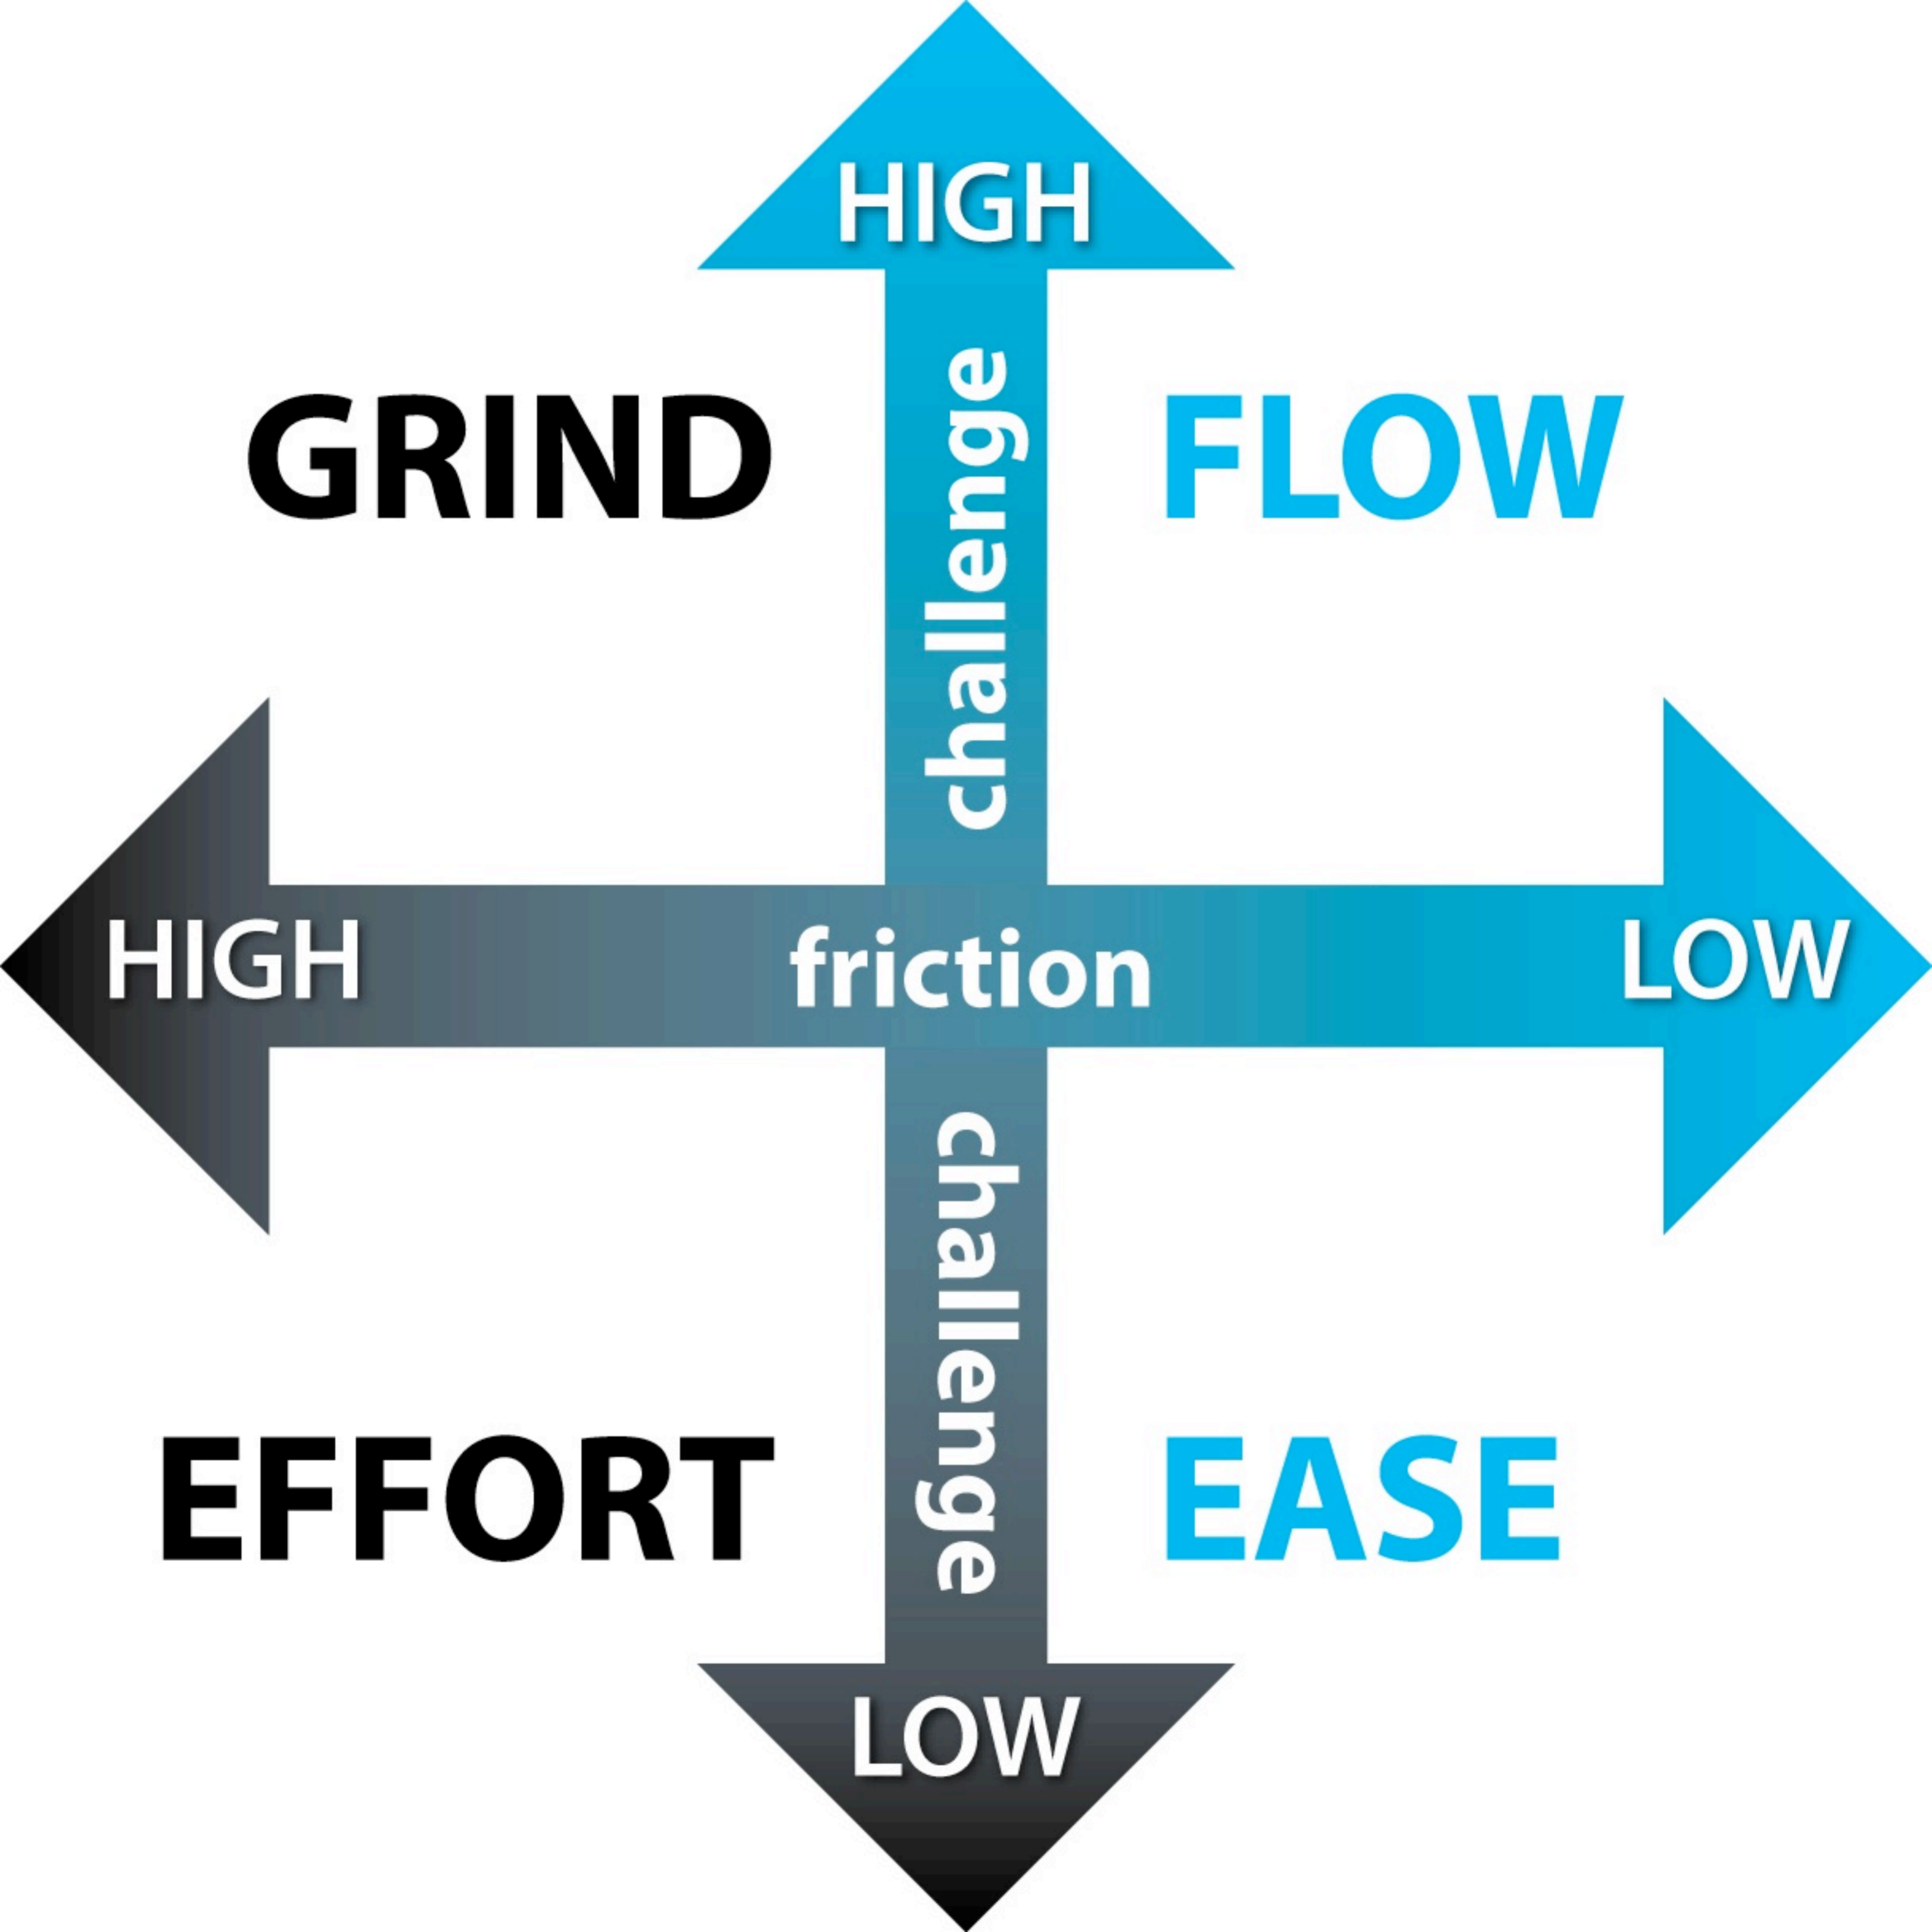 HIGH
challenge
GRIND
FLOW
HIGH
friction
LOW
challenge
EFFORT
EASE
LOW